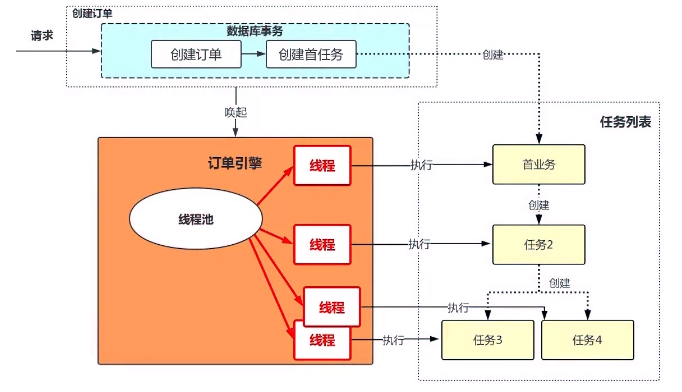 创建订单
请求
数据库事务
创建订单
创建首任务
创建
唤起
任务列表
订单引擎
线程
执行
首业务
创建
线程池
线程
执行
任务2
创建
线程
执行
线程
执行
任务3
任务4